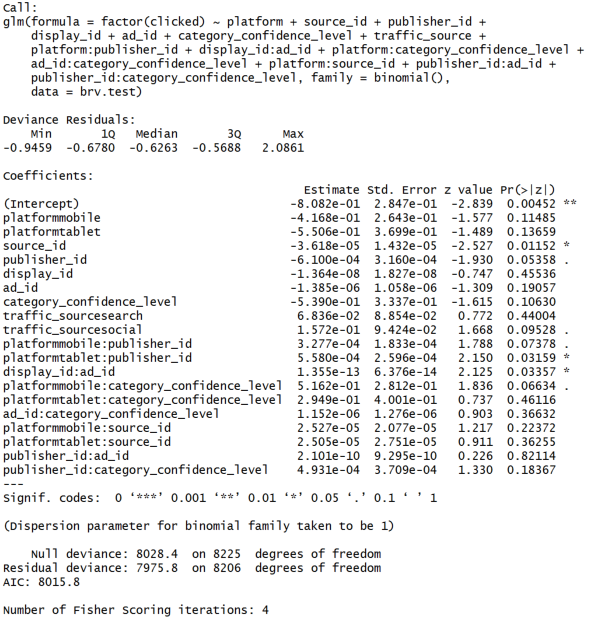 Call:
glm(formula = factor(clicked) ~ platform + source_id + publisher_id +
    display_id + ad_id + category_confidence_level + traffic_source +
    platform:publisher_id + display_id:ad_id + platform:category_confidence_level +
    ad_id:category_confidence_level + platform:source_id + publisher_id:ad_id +
    publisher_id:category_confidence_level, family = binomial(),
    data = brv.test)
Deviance Residuals:
    Min      1Q  Median      3Q     Max
-0.9459 -0.6780 -0.6263 -0.5688  2.0861
Coefficients:
Estimate Std. Error z value Pr(>|z|)
(Intercept) -8.082e-01 2.847e-01 -2.839 0.00452 **
platformmobile -4.168e-01 2.643e-01 -1.577 0.11485
platformtablet -5.506e-01 3.699e-01 -1.489 0.13659
source_id -3.618e-05 1.432e-05 -2.527 0.01152 *
publisher_id -6.100e-04 3.160e-04 -1.930 0.05358 .
display_id -1.364e-08 1.827e-08 -0.747 0.45536
ad_id -1.385e-06 1.058e-06 -1.309 0.19057
category_confidence_level -5.390e-01 3.337e-01 -1.615 0.10630
traffic_sourcesearch 6.836e-02 8.854e-02 0.772 0.44004
traffic_sourcesocial 1.572e-01 9.424e-02 1.668 0.09528 .
platformmobile:publisher_id 3.277e-04 1.833e-04 1.788 0.07378 .
platformtablet:publisher_id 5.580e-04 2.596e-04 2.150 0.03159 *
display_id:ad_id 1.355e-13 6.376e-14 2.125 0.03357 *
platformmobile:category_confidence_level 5.162e-01 2.812e-01 1.836 0.06634 .
platformtablet:category_confidence_level 2.949e-01 4.001e-01 0.737 0.46116
ad_id:category_confidence_level 1.152e-06 1.276e-06 0.903 0.36632
platformmobile:source_id 2.527e-05 2.077e-05 1.217 0.22372
platformtablet:source_id 2.505e-05 2.751e-05 0.911 0.36255
publisher_id:ad_id 2.101e-10 9.295e-10 0.226 0.82114
publisher_id:category_confidence_level 4.931e-04 3.709e-04 1.330 0.18367
---
Signif. codes:  0 ‘***’ 0.001 ‘**’ 0.01 ‘*’ 0.05 ‘.’ 0.1 ‘ ’ 1
(Dispersion parameter for binomial family taken to be 1)
Null deviance: 8028.4  on 8225  degrees of freedom
Residual deviance: 7975.8  on 8206  degrees of freedom
AIC: 8015.8
Number of Fisher Scoring iterations: 4